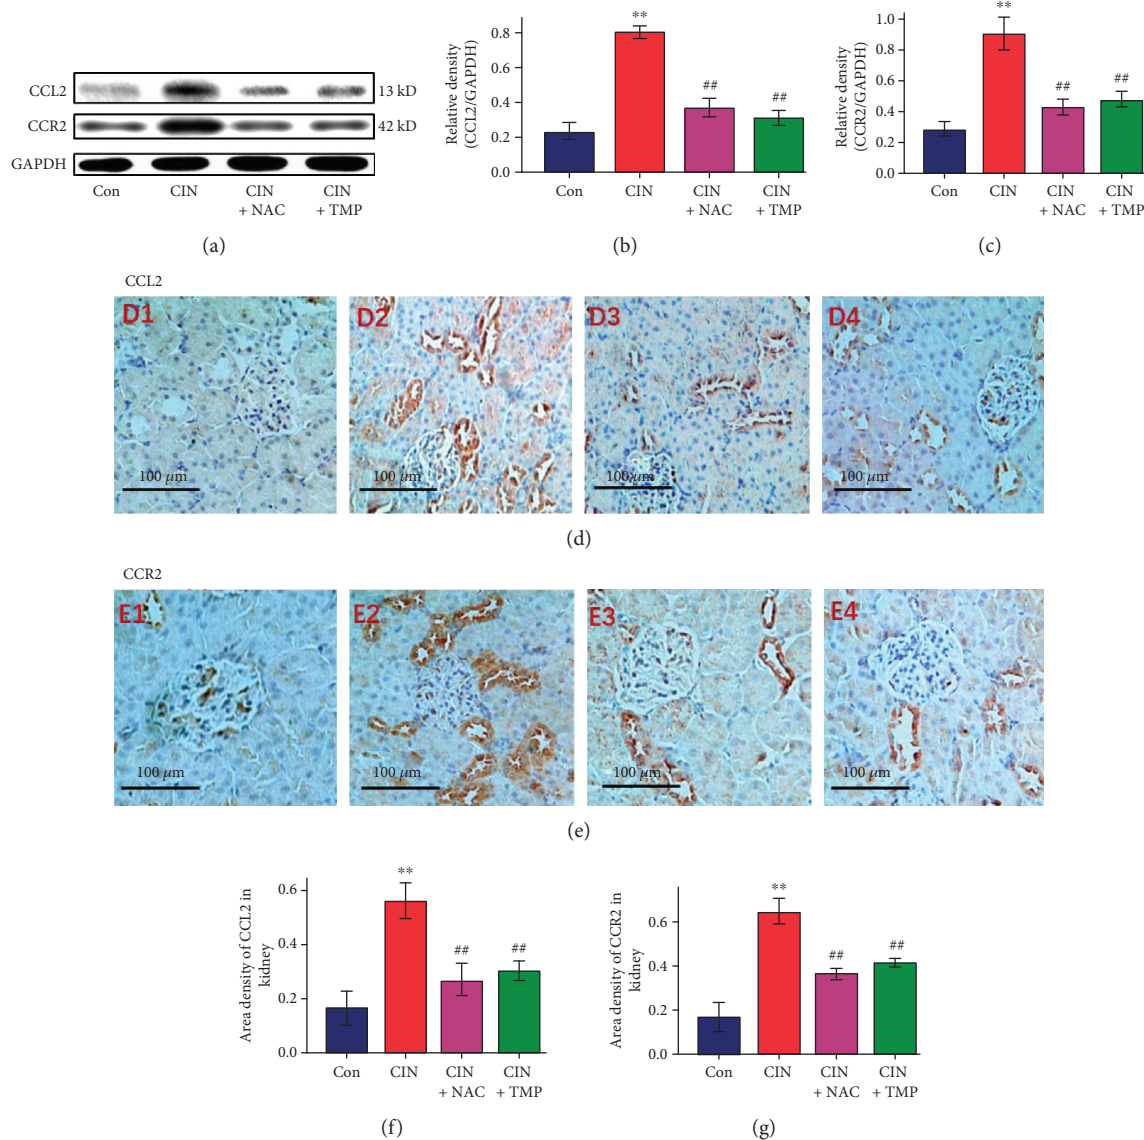 CCL2
13 kD
CCR2
42 kD
GAPDH
Con
CIN
CIN
+ NAC
CIN
+ TMP
(a)
Relative density
(CCL2/GAPDH)
0.8
0.6
0.4
0.2
0.0
**
##
##
Con
CIN
CIN
+ NAC
CIN
+ TMP
(b)
Relative density
(CCR2/GAPDH)
1.0
0.8
0.6
0.4
0.2
0.0
**
##
##
Con
CIN
CIN
+ NAC
CIN
+ TMP
(c)
CCL2
D1
100 μm
D2
100 μm
D3
100 μm
D4
100 μm
(d)
CCR2
E1
100 μm
E2
100 μm
E3
100 μm
E4
100 μm
(e)
Area density of CCL2 in
kidney
0.6
0.4
0.2
0.0
**
##
##
Con
CIN
CIN
+ NAC
CIN
+ TMP
(f)
Area density of CCR2 in
kidney
0.6
0.4
0.2
0.0
**
##
##
Con
CIN
CIN
+ NAC
CIN
+ TMP
(g)